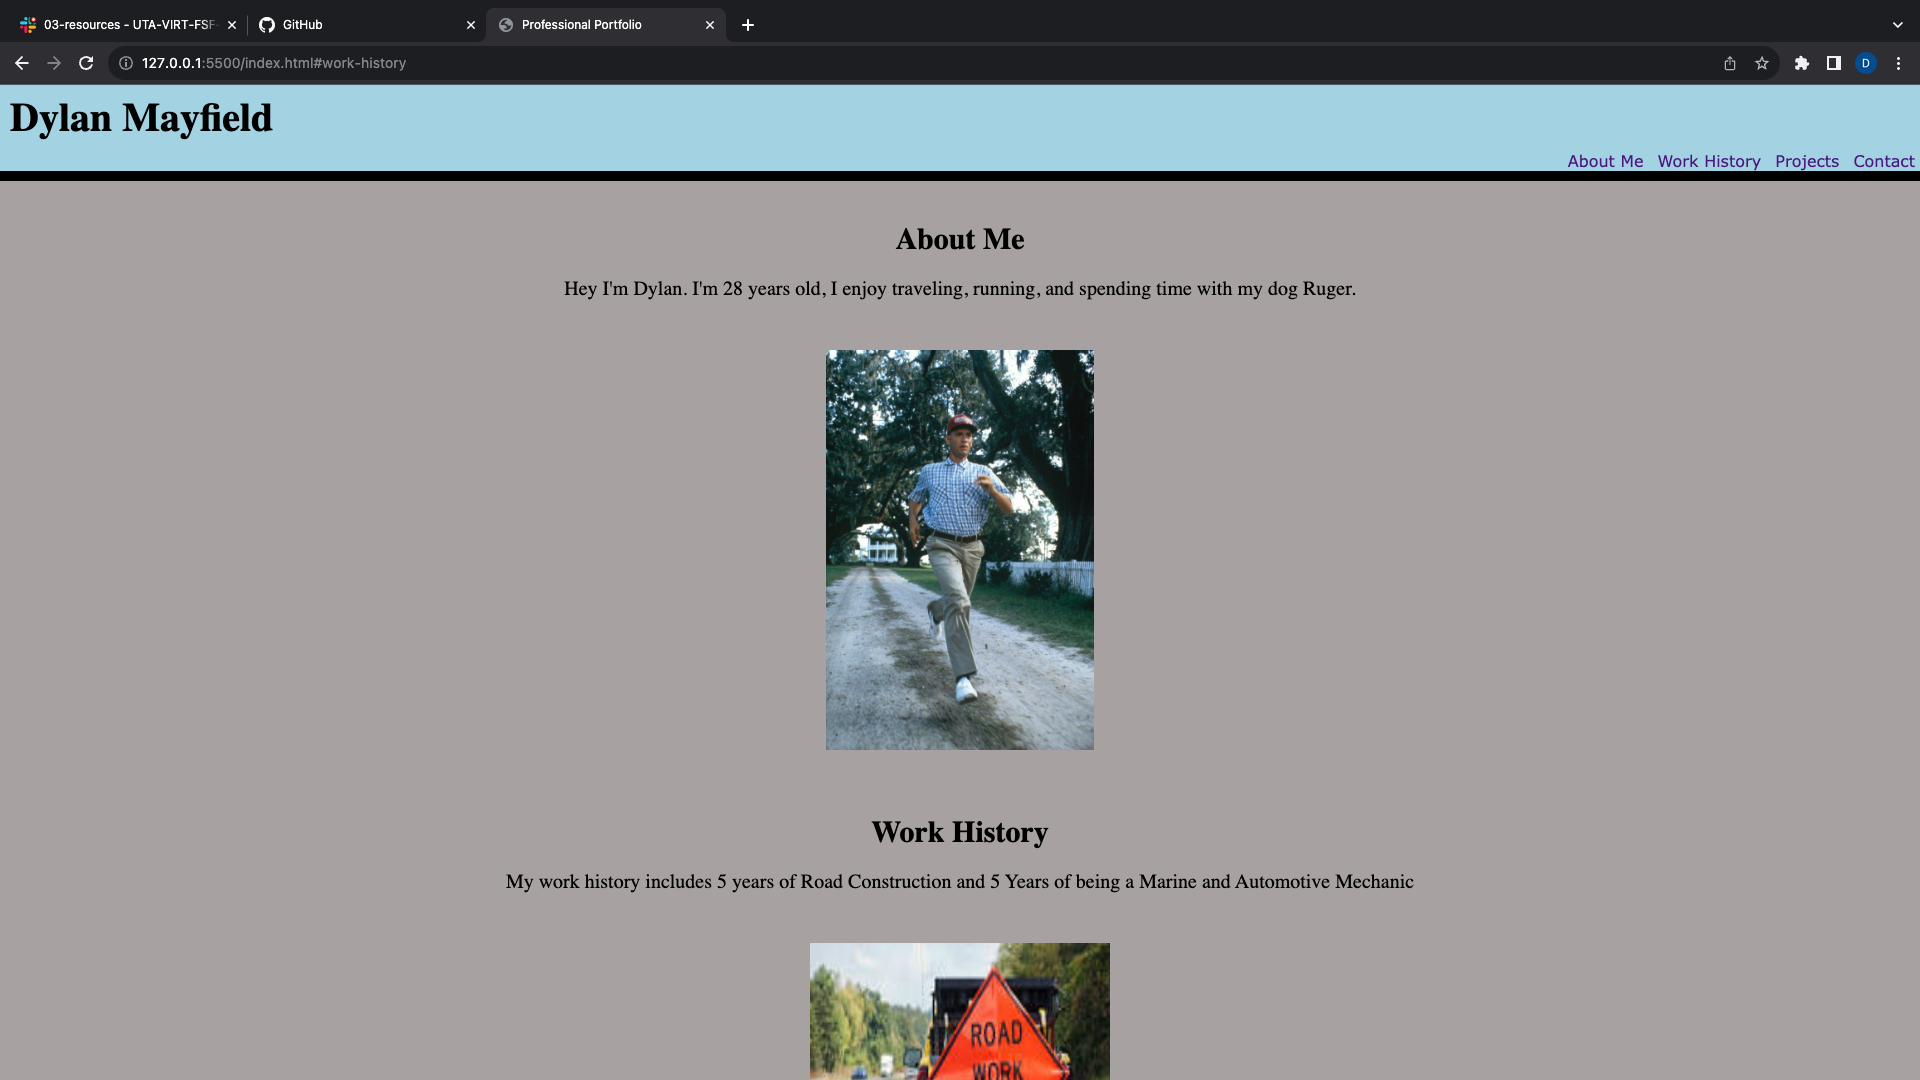 03-resources - UTA-VIRT-FSF-
GitHub
Professional Portfolio
127.0.0.1:5500/index.html#work-history
D
Dylan Mayfield
About Me Work History Projects Contact
About Me
Hey I'm Dylan. I'm 28 years old, I enjoy traveling, running, and spending time with my dog Ruger.
Work History
My work history includes 5 years of Road Construction and 5 Years of being a Marine and Automotive Mechanic
ROAD
WORK